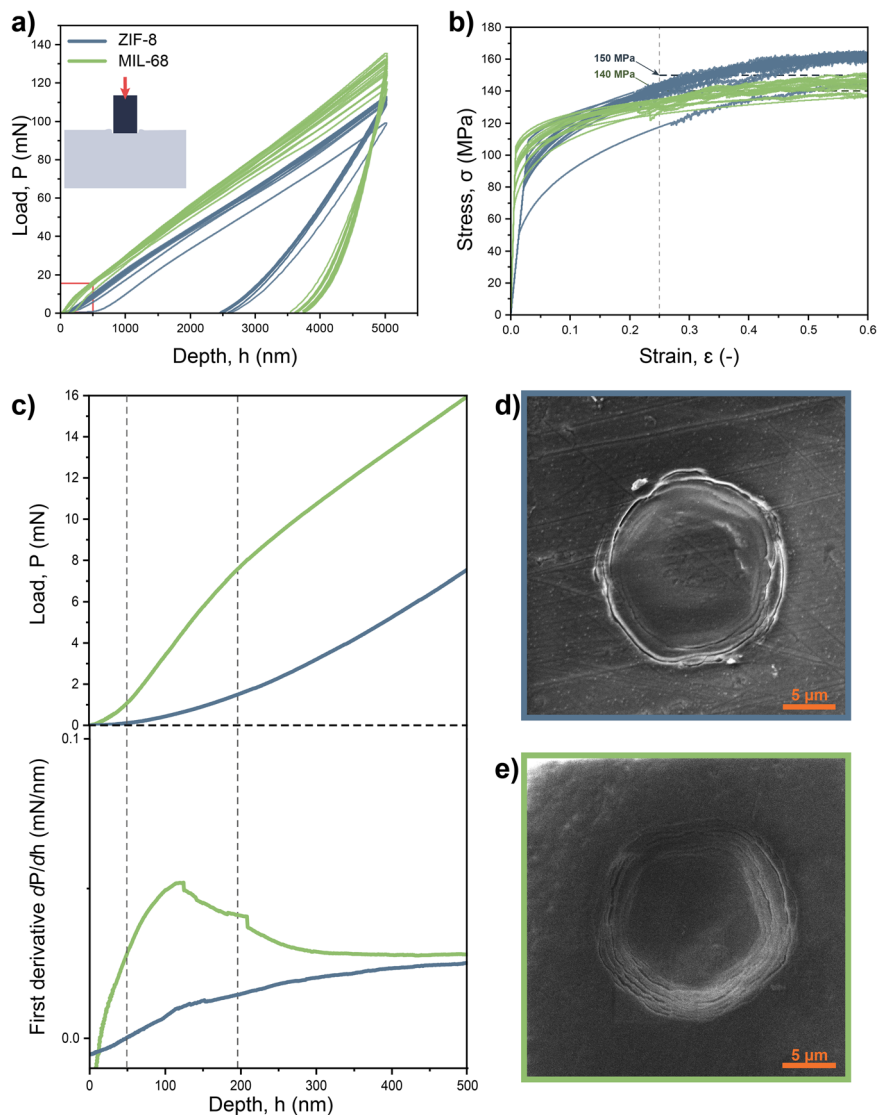 a)
ZIF-8
MIL-68
Load, P (mN)
150
140
120
100
80
60
40
20
0
0 1000 2000 3000 4000 5000
Depth, h (nm)
b)
150 MPa
140 MPa
Stress, σ (MPa)
200
180
160
140
120
100
80
60
40
20
0
0.0 0.1 0.2 0.3 0.4 0.5 0.6
Strain, ε (-)
c)
Load, P (mN)
16
14
12
10
8
6
4
2
0
First derivative dP/dh (mN/nm)
0.1
0.0
0 100 200 300 400 500
Depth, h (nm)
d)
5 µm
e)
5 µm